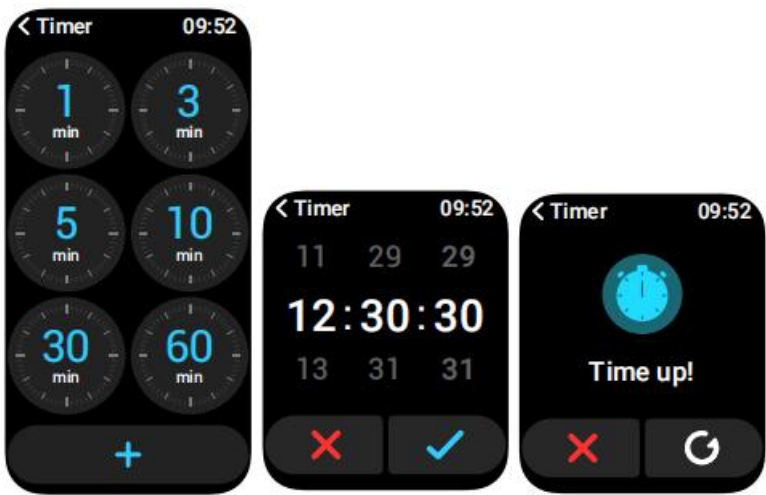 Timer 09:52
1 3
min min
5 10
min min
30 60
min min
+
Timer 09:52
11 29 29
12:30:30
13 31 31
Timer 09:52
Time up!